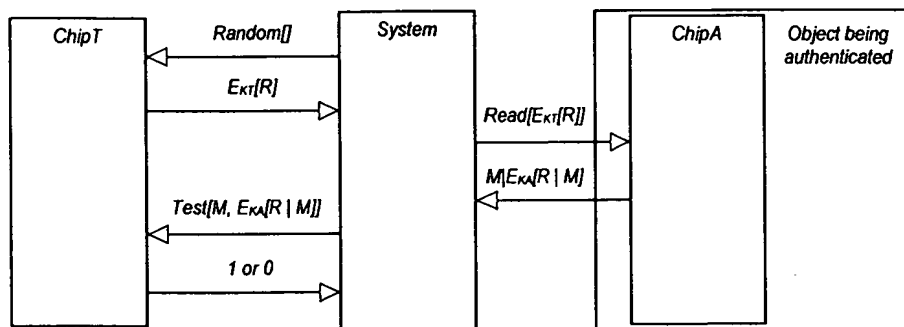 ChipT
System
ChipA
Object being
authenticated
Random[]
EKT[R]
Read[EKT[R]]
M|EKA[R | M]
Test[M, EKA[R | M]]
1 or 0